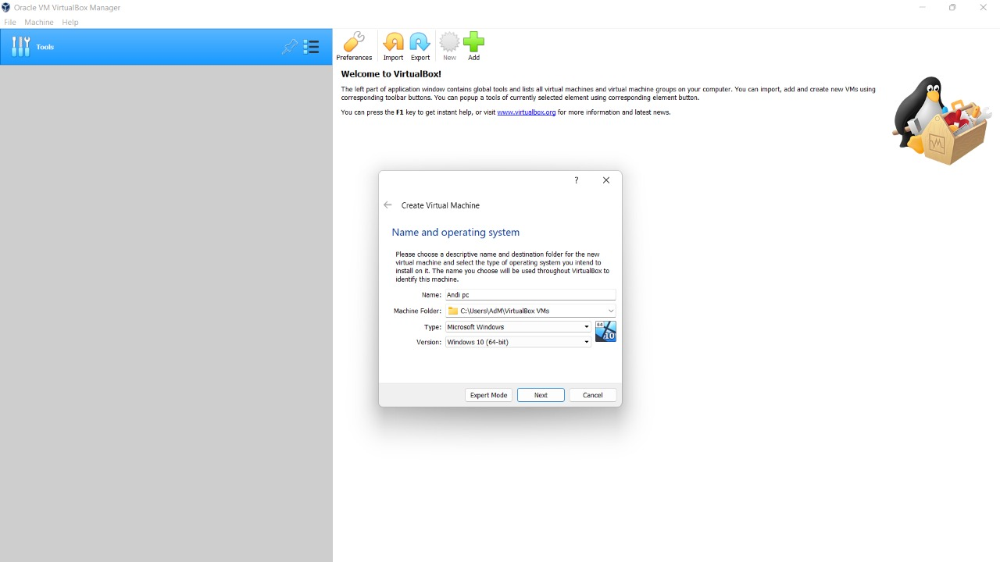 Oracle VM VirtualBox Manager
File Machine Help
Tools
Preferences Import Export New Add
Welcome to VirtualBox!
The left part of application window contains global tools and lists all virtual machines and virtual machine groups on your computer. You can import, add and create new VMs using
corresponding toolbar buttons. You can popup a tools of currently selected element using corresponding element button.
You can press the F1 key to get instant help, or visit www.virtualbox.org for more information and latest news.
?
Create Virtual Machine
Name and operating system
Please choose a descriptive name and destination folder for the new
virtual machine and select the type of operating system you intend to
install on it. The name you choose will be used throughout VirtualBox to
identify this machine.
Name: Andi pc
Machine Folder: C:\Users\AdM\VirtualBox VMs
Type: Microsoft Windows
64
10
Version: Windows 10 (64-bit)
Expert Mode Next Cancel